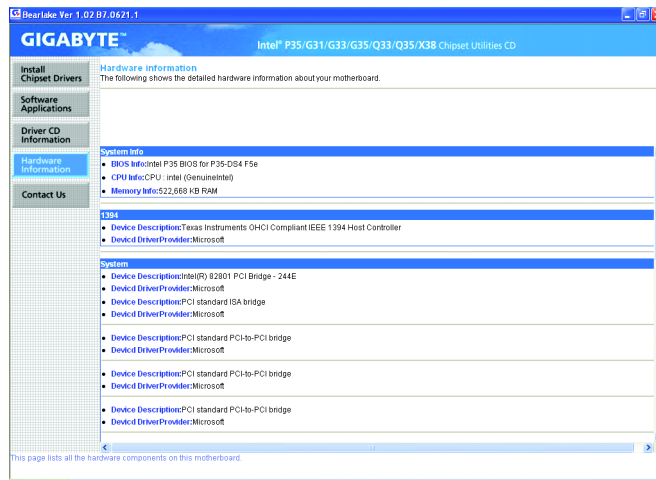 Bearlake Ver 1.02 B7.0621.1
GIGABYTE™
Intel® P35/G31/G33/G35/Q33/Q35/X38 Chipset Utilities CD
Install
Chipset Drivers
Software
Applications
Driver CD
Information
Hardware
Information
Contact Us
Hardware information
The following shows the detailed hardware information about your motherboard.
System Info
BIOS Info:Intel P35 BIOS for P35-DS4 F5e
CPU Info:CPU : intel (GenuineIntel)
Memory Info:522,668 KB RAM
1394
Device Description:Texas Instruments OHCI Compliant IEEE 1394 Host Controller
Devicd DriverProvider:Microsoft
System
Device Description:Intel(R) 82801 PCI Bridge - 244E
Devicd DriverProvider:Microsoft
Device Description:PCI standard ISA bridge
Devicd DriverProvider:Microsoft
Device Description:PCI standard PCI-to-PCI bridge
Devicd DriverProvider:Microsoft
Device Description:PCI standard PCI-to-PCI bridge
Devicd DriverProvider:Microsoft
Device Description:PCI standard PCI-to-PCI bridge
Devicd DriverProvider:Microsoft
This page lists all the hardware components on this motherboard.